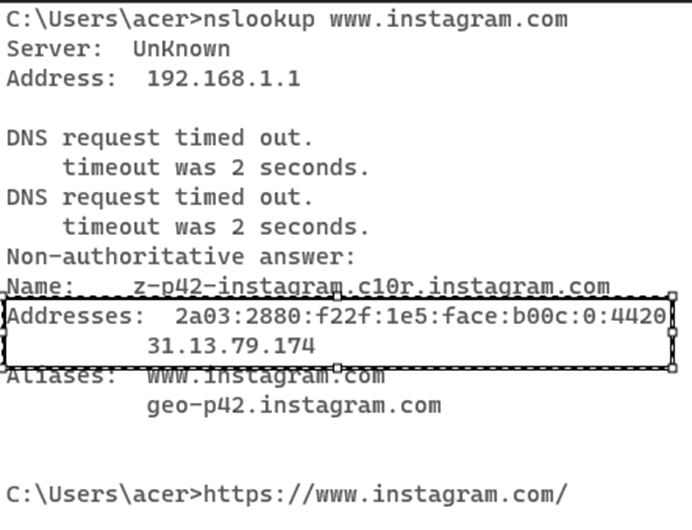 C:\Users\acer>nslookup www.instagram.com
Server:  UnKnown
Address:  192.168.1.1
DNS request timed out.
    timeout was 2 seconds.
DNS request timed out.
    timeout was 2 seconds.
Non-authoritative answer:
Name:    z-p42-instagram.c10r.instagram.com
Addresses:  2a03:2880:f22f:1e5:face:b00c:0:4420
          31.13.79.174
Aliases:  www.instagram.com
          geo-p42.instagram.com
C:\Users\acer>https://www.instagram.com/